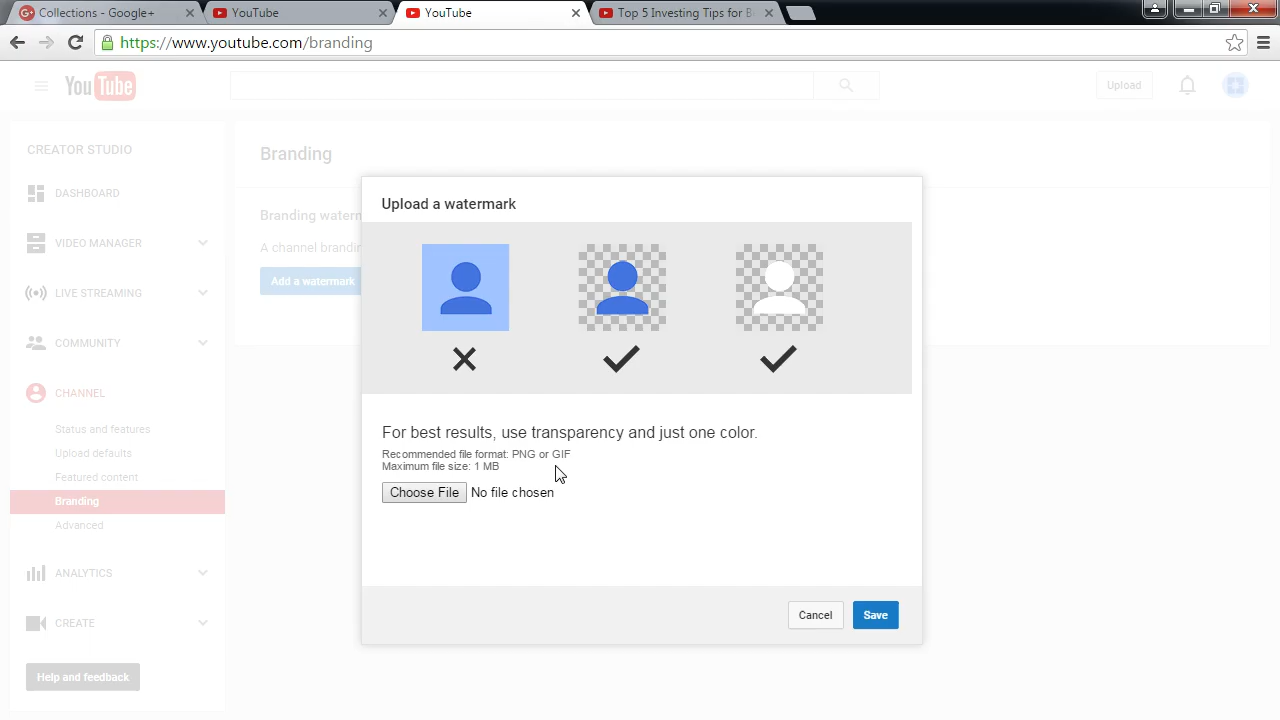 Collections - Google+
YouTube
YouTube
Top 5 Investing Tips for B
https://www.youtube.com/branding
YouTube
Upload
CREATOR STUDIO
DASHBOARD
VIDEO MANAGER
LIVE STREAMING
COMMUNITY
CHANNEL
Status and features
Upload defaults
Featured content
Branding
Advanced
ANALYTICS
CREATE
Help and feedback
Branding
Branding waterm
A channel brandin
Add a watermark
Upload a watermark
For best results, use transparency and just one color.
Recommended file format: PNG or GIF
Maximum file size: 1 MB
Choose File No file chosen
Cancel
Save